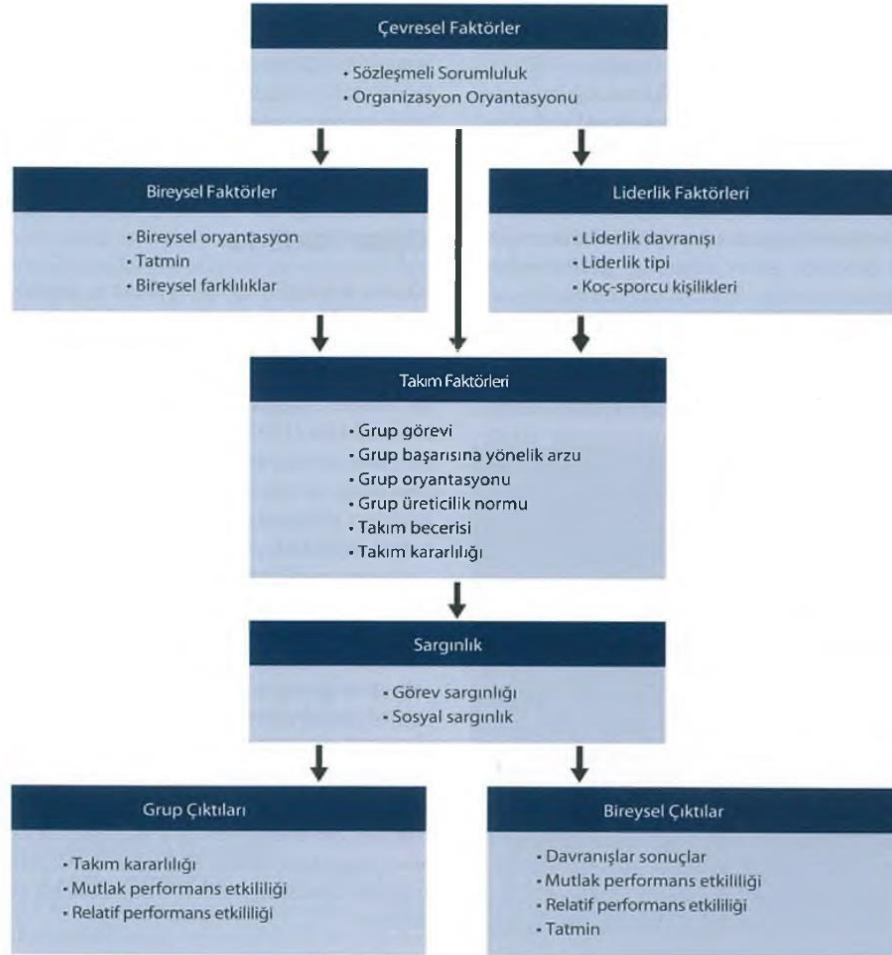 Çevresel Faktörler
• Sözleşmeli Sorumluluk
• Organizasyon Oryantasyonu
Bireysel Faktörler
• Bireysel oryantasyon
• Tatmin
• Bireysel farklılıklar
Liderlik Faktörleri
• Liderlik davranışı
• Liderlik tipi
• Koç-sporcu kişilikleri
Takım Faktörleri
• Grup görevi
• Grup başarısına yönelik arzu
• Grup oryantasyonu
• Grup üreticilik normu
• Takım becerisi
• Takım kararlılığı
Sargınlık
• Görev sargınlığı
• Sosyal sargınlık
Grup Çıktıları
• Takım kararlılığı
• Mutlak performans etkililiği
• Relatif performans etkililiği
Bireysel Çıktılar
• Davranışlar sonuçlar
• Mutlak performans etkililiği
• Relatif performans etkililiği
• Tatmin